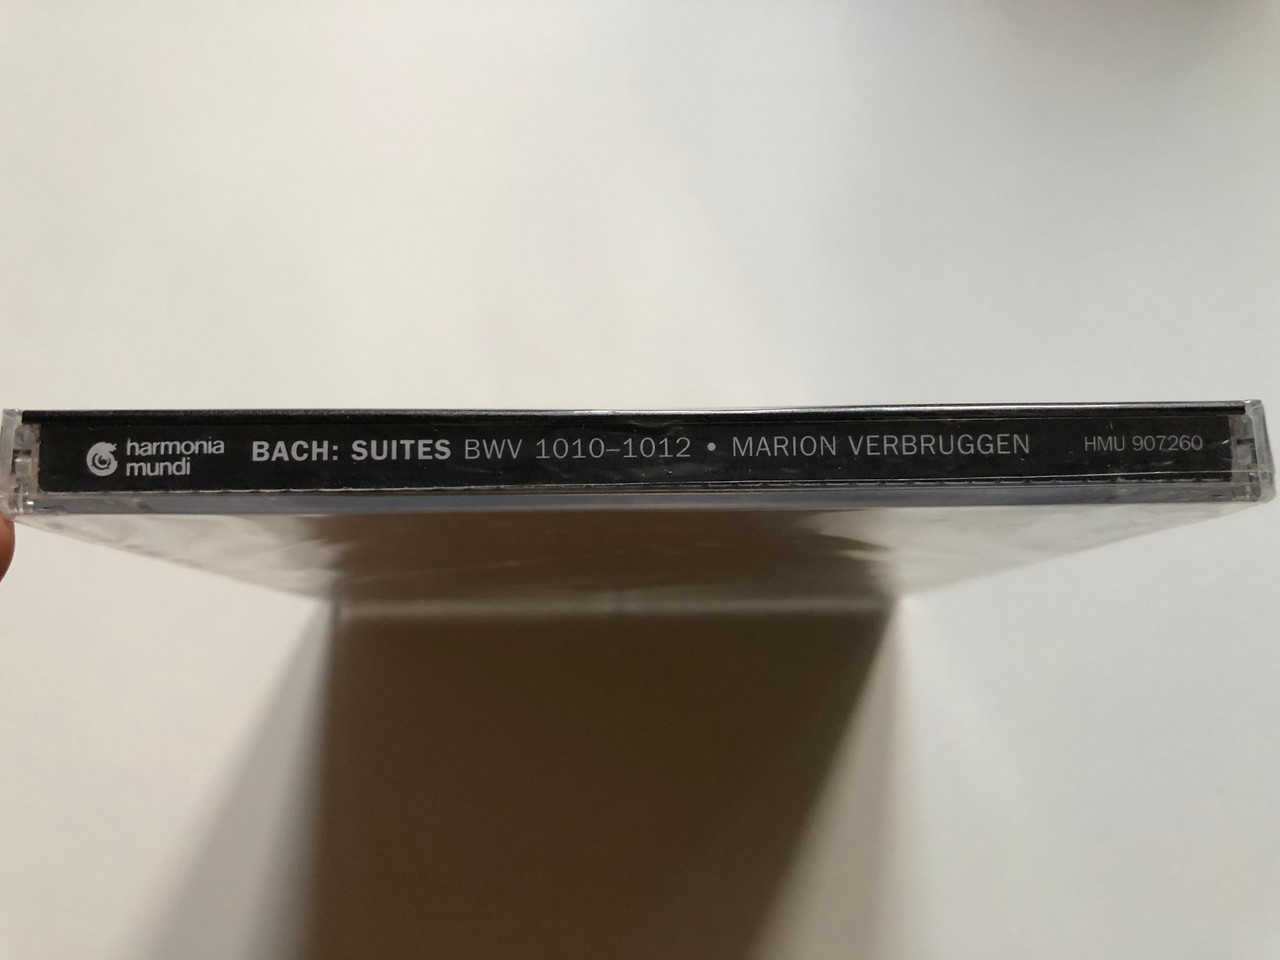 harmonia
mundi
BACH: SUITES BWV 1010–1012 • MARION VERBRUGGEN
HMU 907260